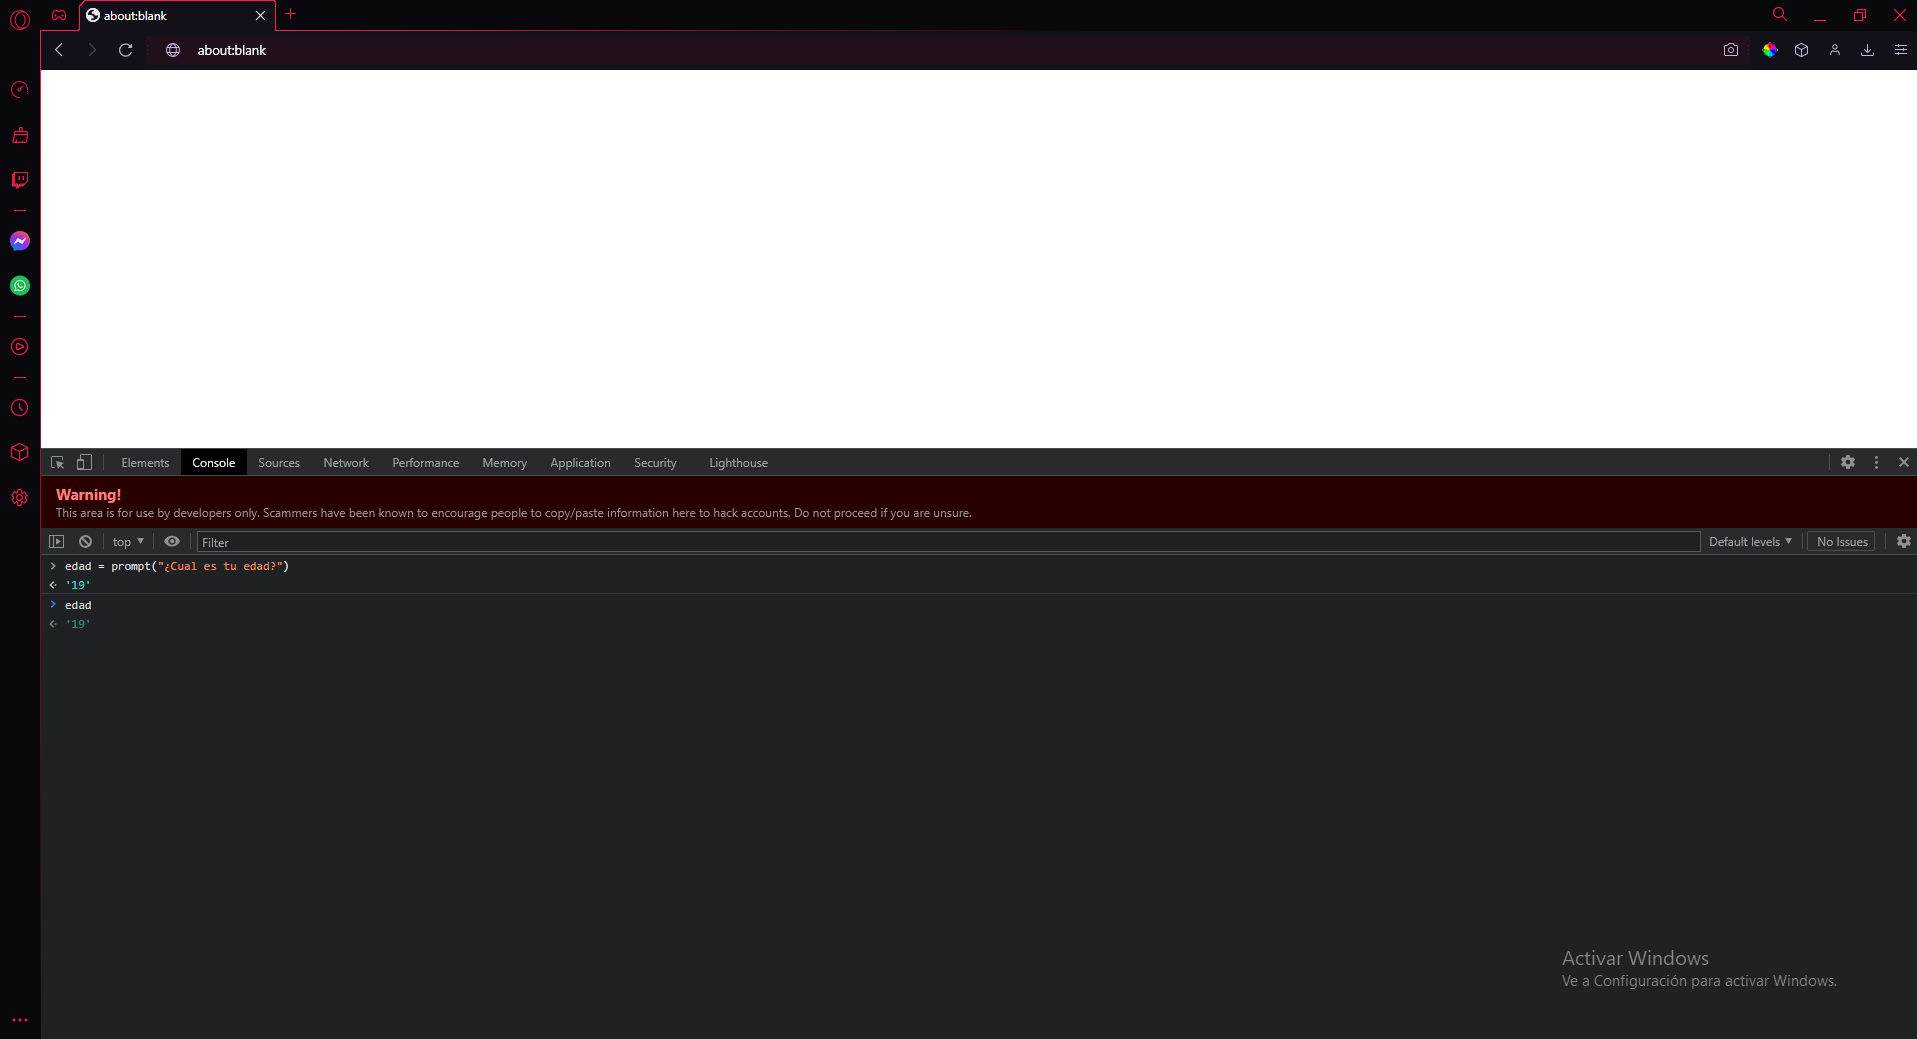 about:blank
about:blank
Elements Console Sources Network Performance Memory Application Security Lighthouse
Warning!
This area is for use by developers only. Scammers have been known to encourage people to copy/paste information here to hack accounts. Do not proceed if you are unsure.
top Filter Default levels No Issues
edad = prompt("¿Cual es tu edad?")
'19'
edad
'19'
Activar Windows
Ve a Configuración para activar Windows.